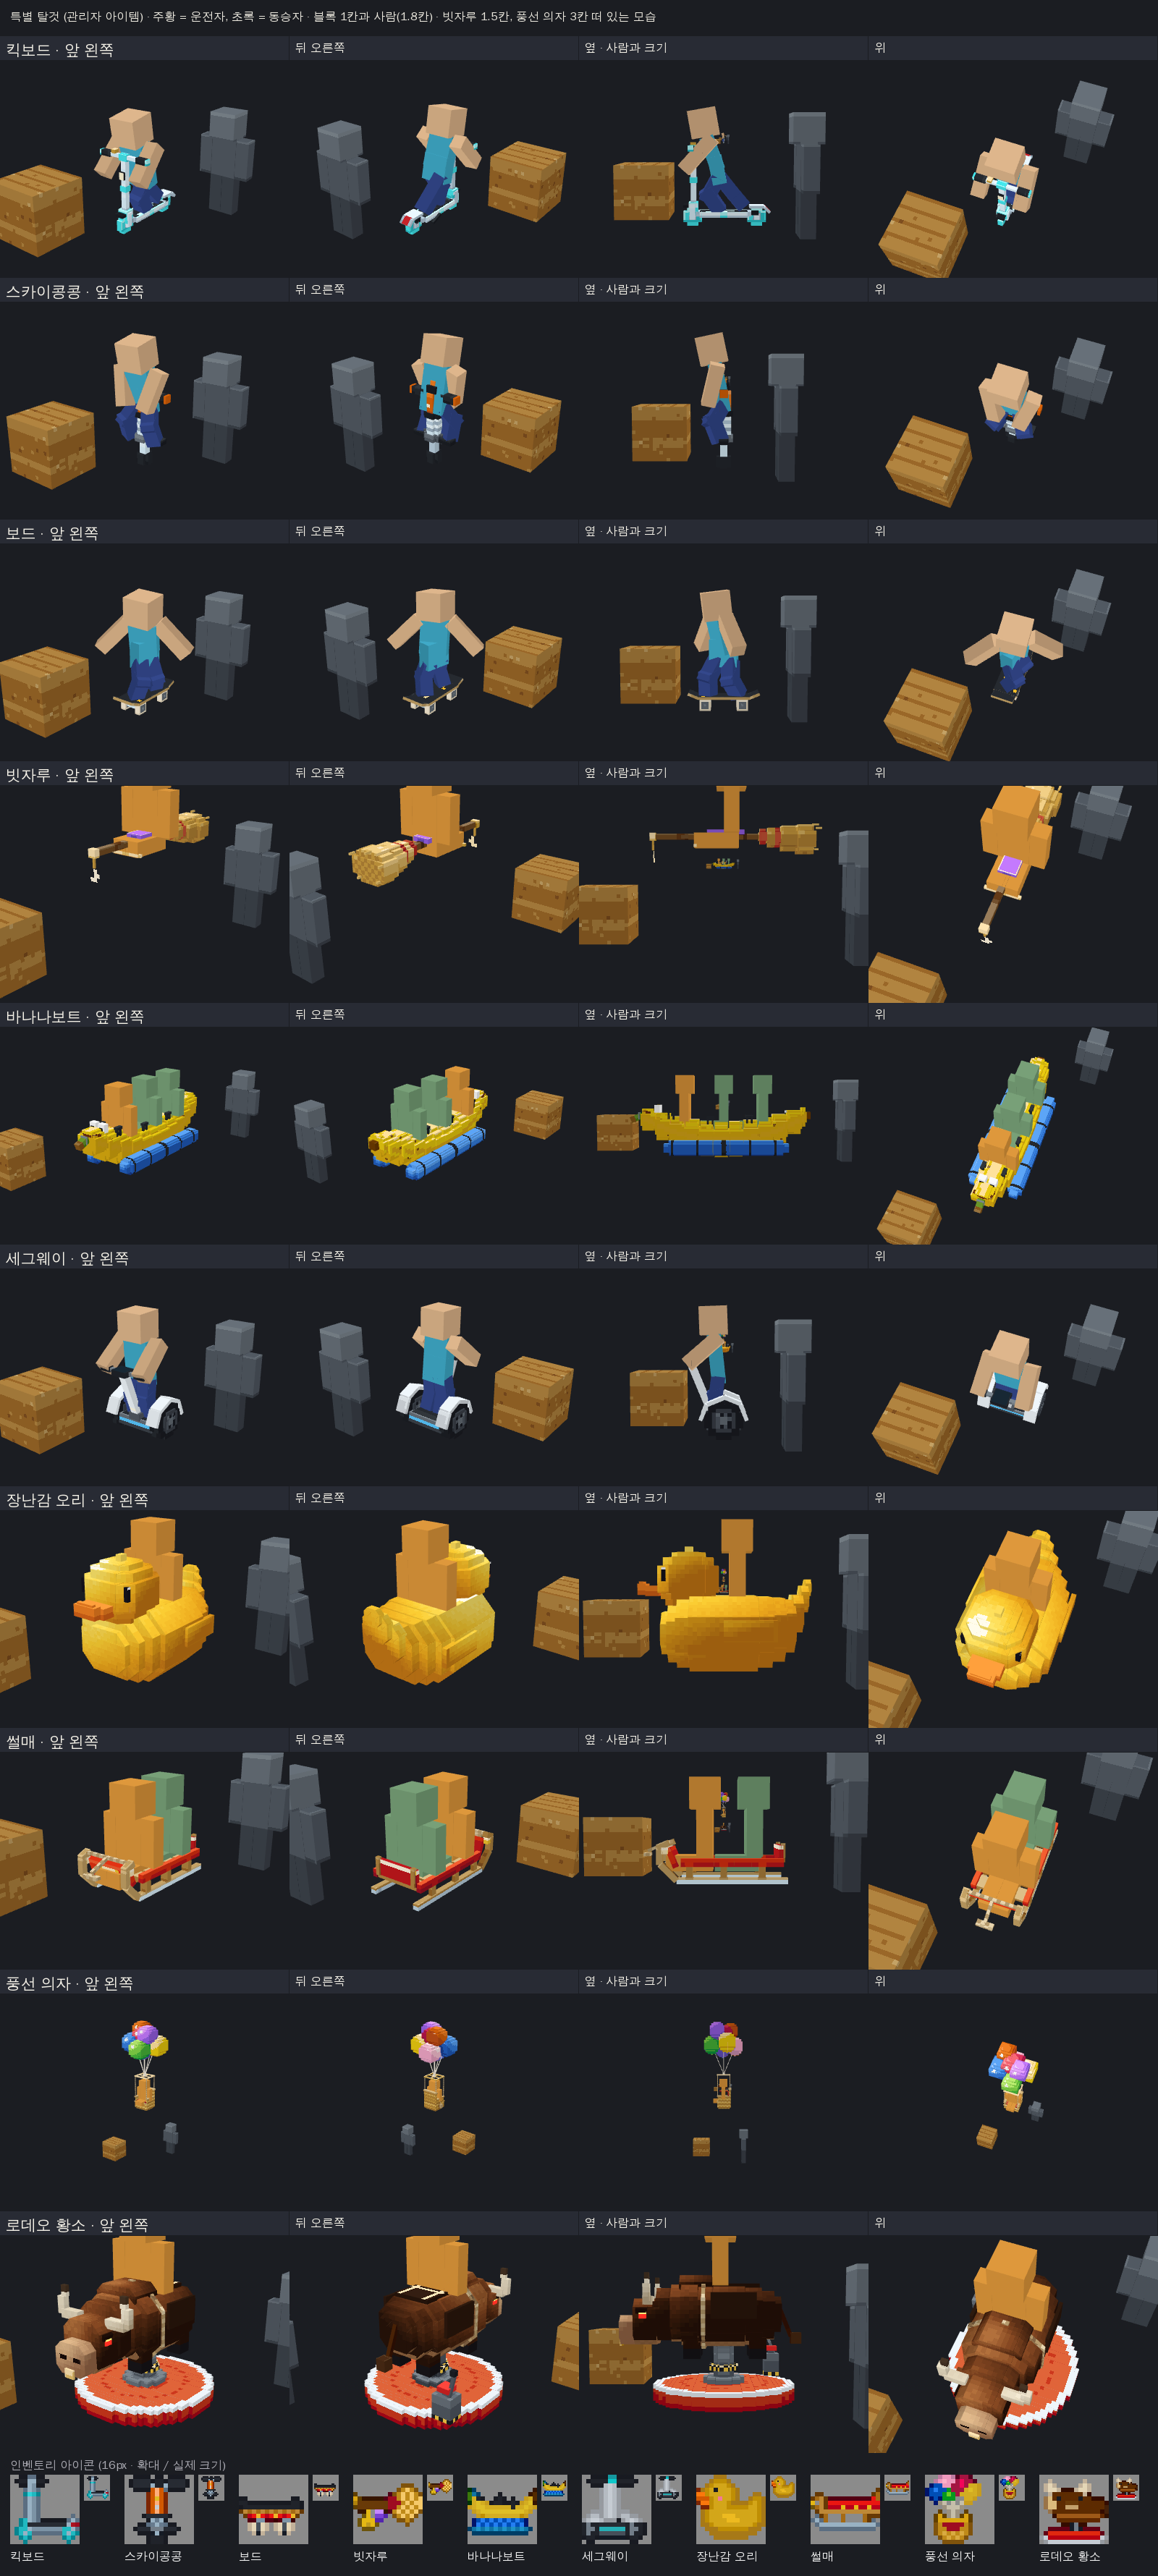 특별 탈것 (관리자 아이템) · 주황 = 운전자, 초록 = 동승자 · 블록 1칸과 사람(1.8칸) · 빗자루 1.5칸, 풍선 의자 3칸 떠 있는 모습
킥보드 · 앞 왼쪽
뒤 오른쪽
옆 · 사람과 크기
위
스카이콩콩 · 앞 왼쪽
뒤 오른쪽
옆 · 사람과 크기
위
보드 · 앞 왼쪽
뒤 오른쪽
옆 · 사람과 크기
위
빗자루 · 앞 왼쪽
뒤 오른쪽
옆 · 사람과 크기
위
바나나보트 · 앞 왼쪽
뒤 오른쪽
옆 · 사람과 크기
위
세그웨이 · 앞 왼쪽
뒤 오른쪽
옆 · 사람과 크기
위
장난감 오리 · 앞 왼쪽
뒤 오른쪽
옆 · 사람과 크기
위
썰매 · 앞 왼쪽
뒤 오른쪽
옆 · 사람과 크기
위
풍선 의자 · 앞 왼쪽
뒤 오른쪽
옆 · 사람과 크기
위
로데오 황소 · 앞 왼쪽
뒤 오른쪽
옆 · 사람과 크기
위
인벤토리 아이콘 (16px · 확대 / 실제 크기)
킥보드
스카이콩콩
보드
빗자루
바나나보트
세그웨이
장난감 오리
썰매
풍선 의자
로데오 황소